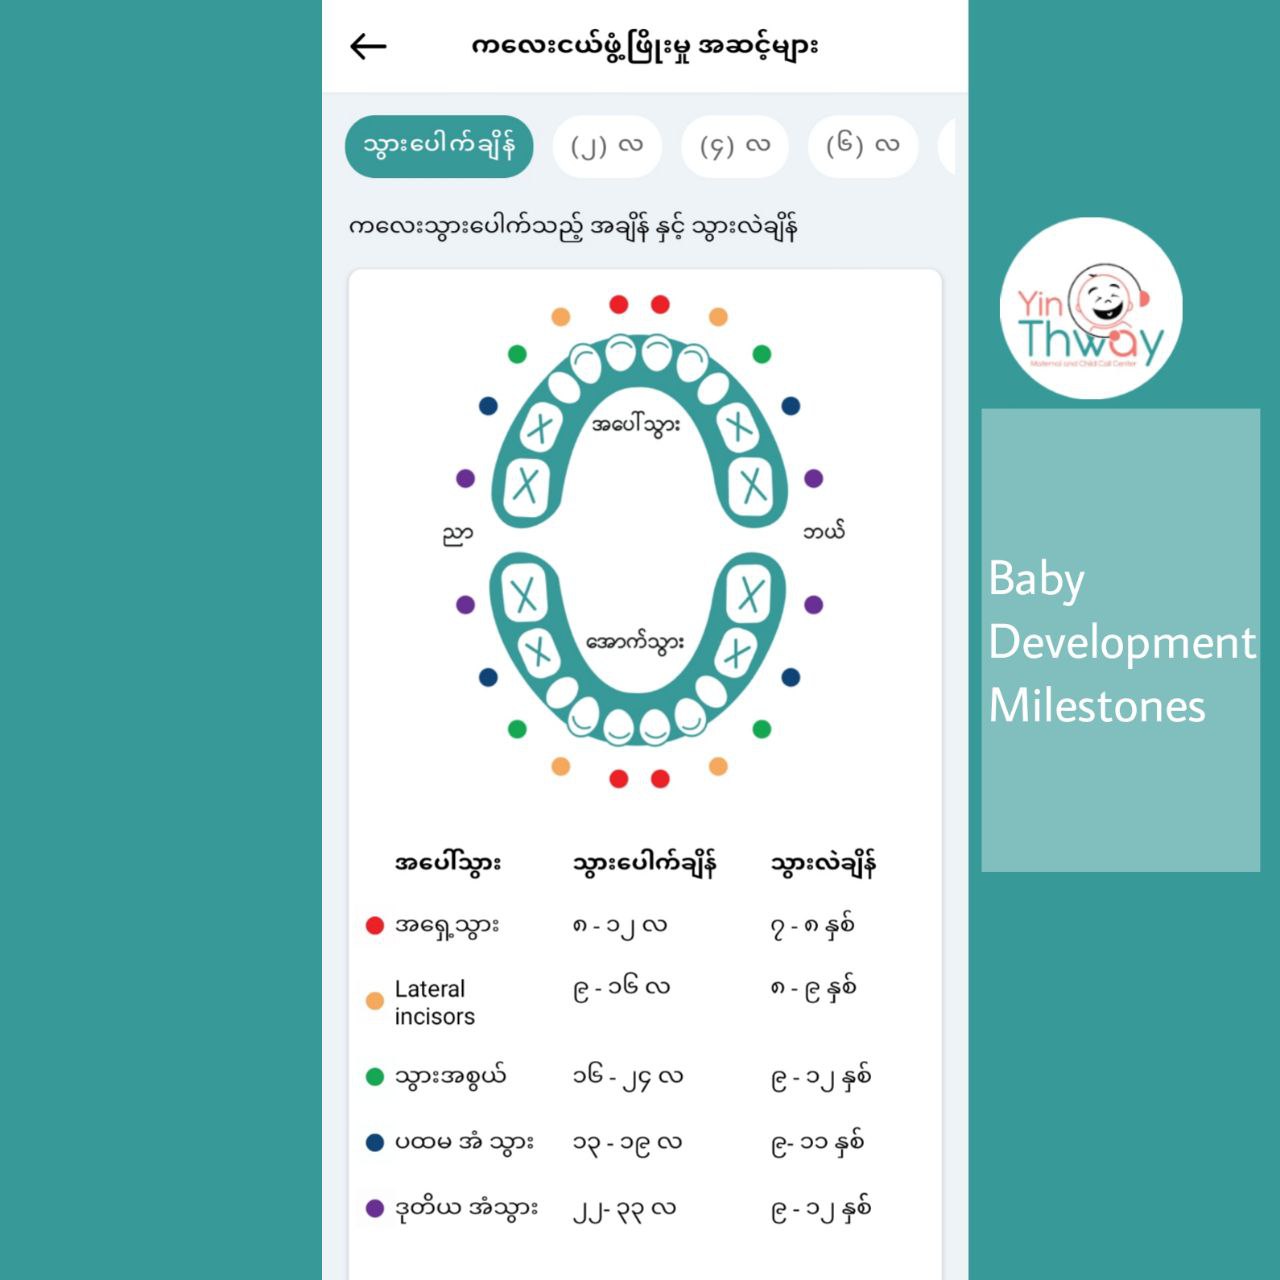 ကလေးငယ်ဖွံ့ဖြိုးမှု အဆင့်များ
သွားပေါက်ချိန်
(၂) လ
(၄) လ
(၆) လ
ကလေးသွားပေါက်သည့် အချိန် နှင့် သွားလဲချိန်
အပေါ်သွား
ညာ
ဘယ်
အောက်သွား
အပေါ်သွား သွားပေါက်ချိန် သွားလဲချိန်
အရှေ့သွား ၈ - ၁၂ လ ၇ - ၈ နှစ်
Lateral ၉ - ၁၆ လ ၈ - ၉ နှစ်
incisors
သွားအစွယ် ၁၆ - ၂၄ လ ၉ - ၁၂ နှစ်
ပထမ အံ သွား ၁၃ - ၁၉ လ ၉- ၁၁ နှစ်
ဒုတိယ အံသွား ၂၂- ၃၃ လ ၉ - ၁၂ နှစ်
Yin
Thway
Maternal and Child Call Center
Baby
Development
Milestones